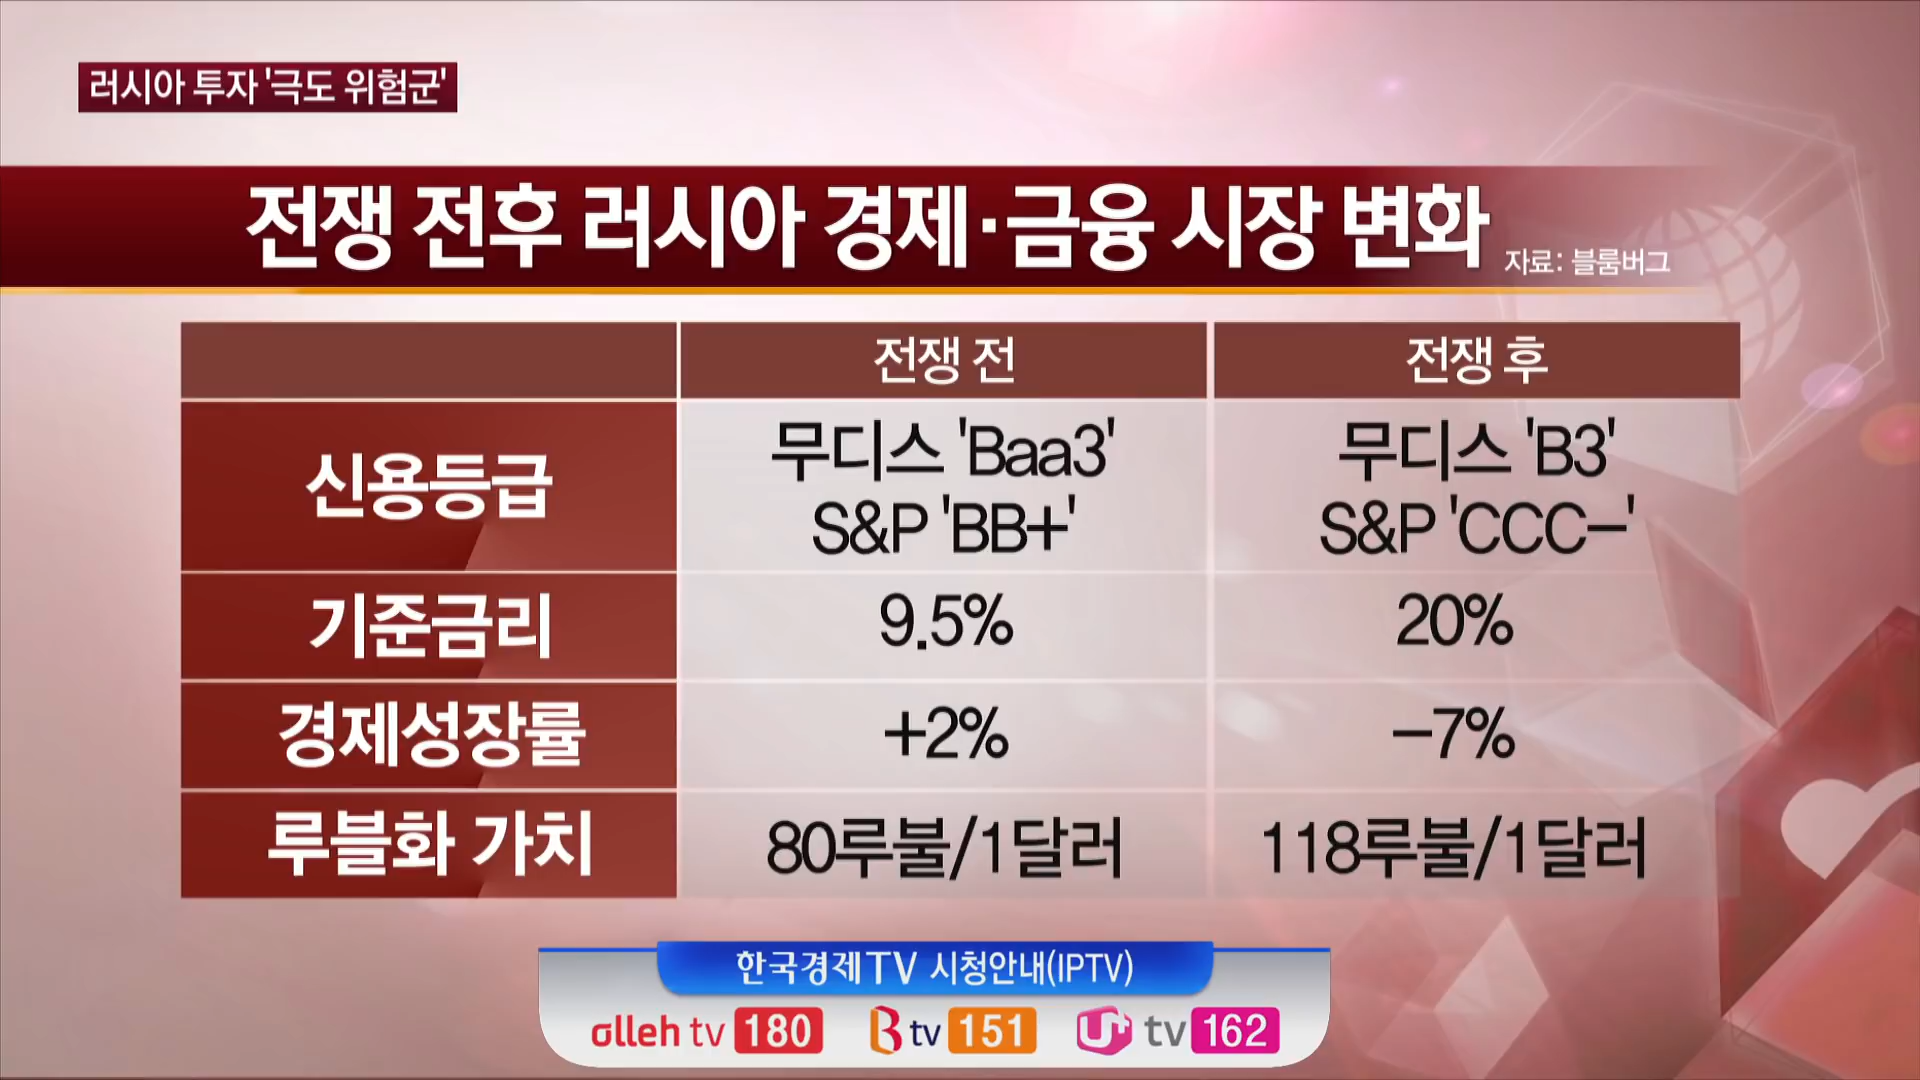 러시아 투자 '극도 위험군'
전쟁 전후 러시아 경제·금융 시장 변화 자료: 블룸버그
전쟁 전 전쟁 후
신용등급 무디스 'Baa3' 무디스 'B3'
S&P 'BB+' S&P 'CCC-'
기준금리 9.5% 20%
경제성장률 +2% -7%
루블화 가치 80루불/1달러 118루불/1달러
한국경제TV 시청안내(IPTV)
olleh tv 180 B tv 151 U+ tv 162